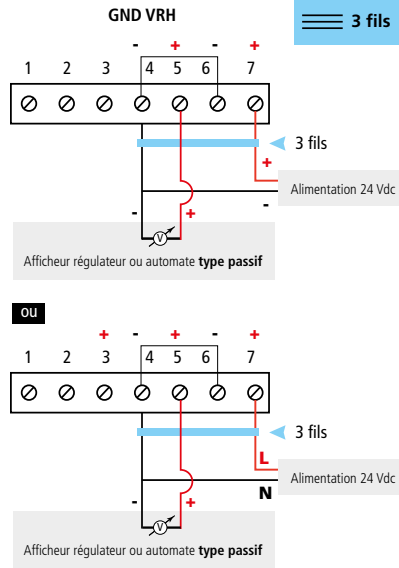 GND VRH
3 fils
- + - +
1 2 3 4 5 6 7
3 fils
+
Alimentation 24 Vdc
-
- V +
Afficheur régulateur ou automate type passif
ou
+ - + - +
1 2 3 4 5 6 7
3 fils
L
Alimentation 24 Vdc
N
- V +
Afficheur régulateur ou automate type passif